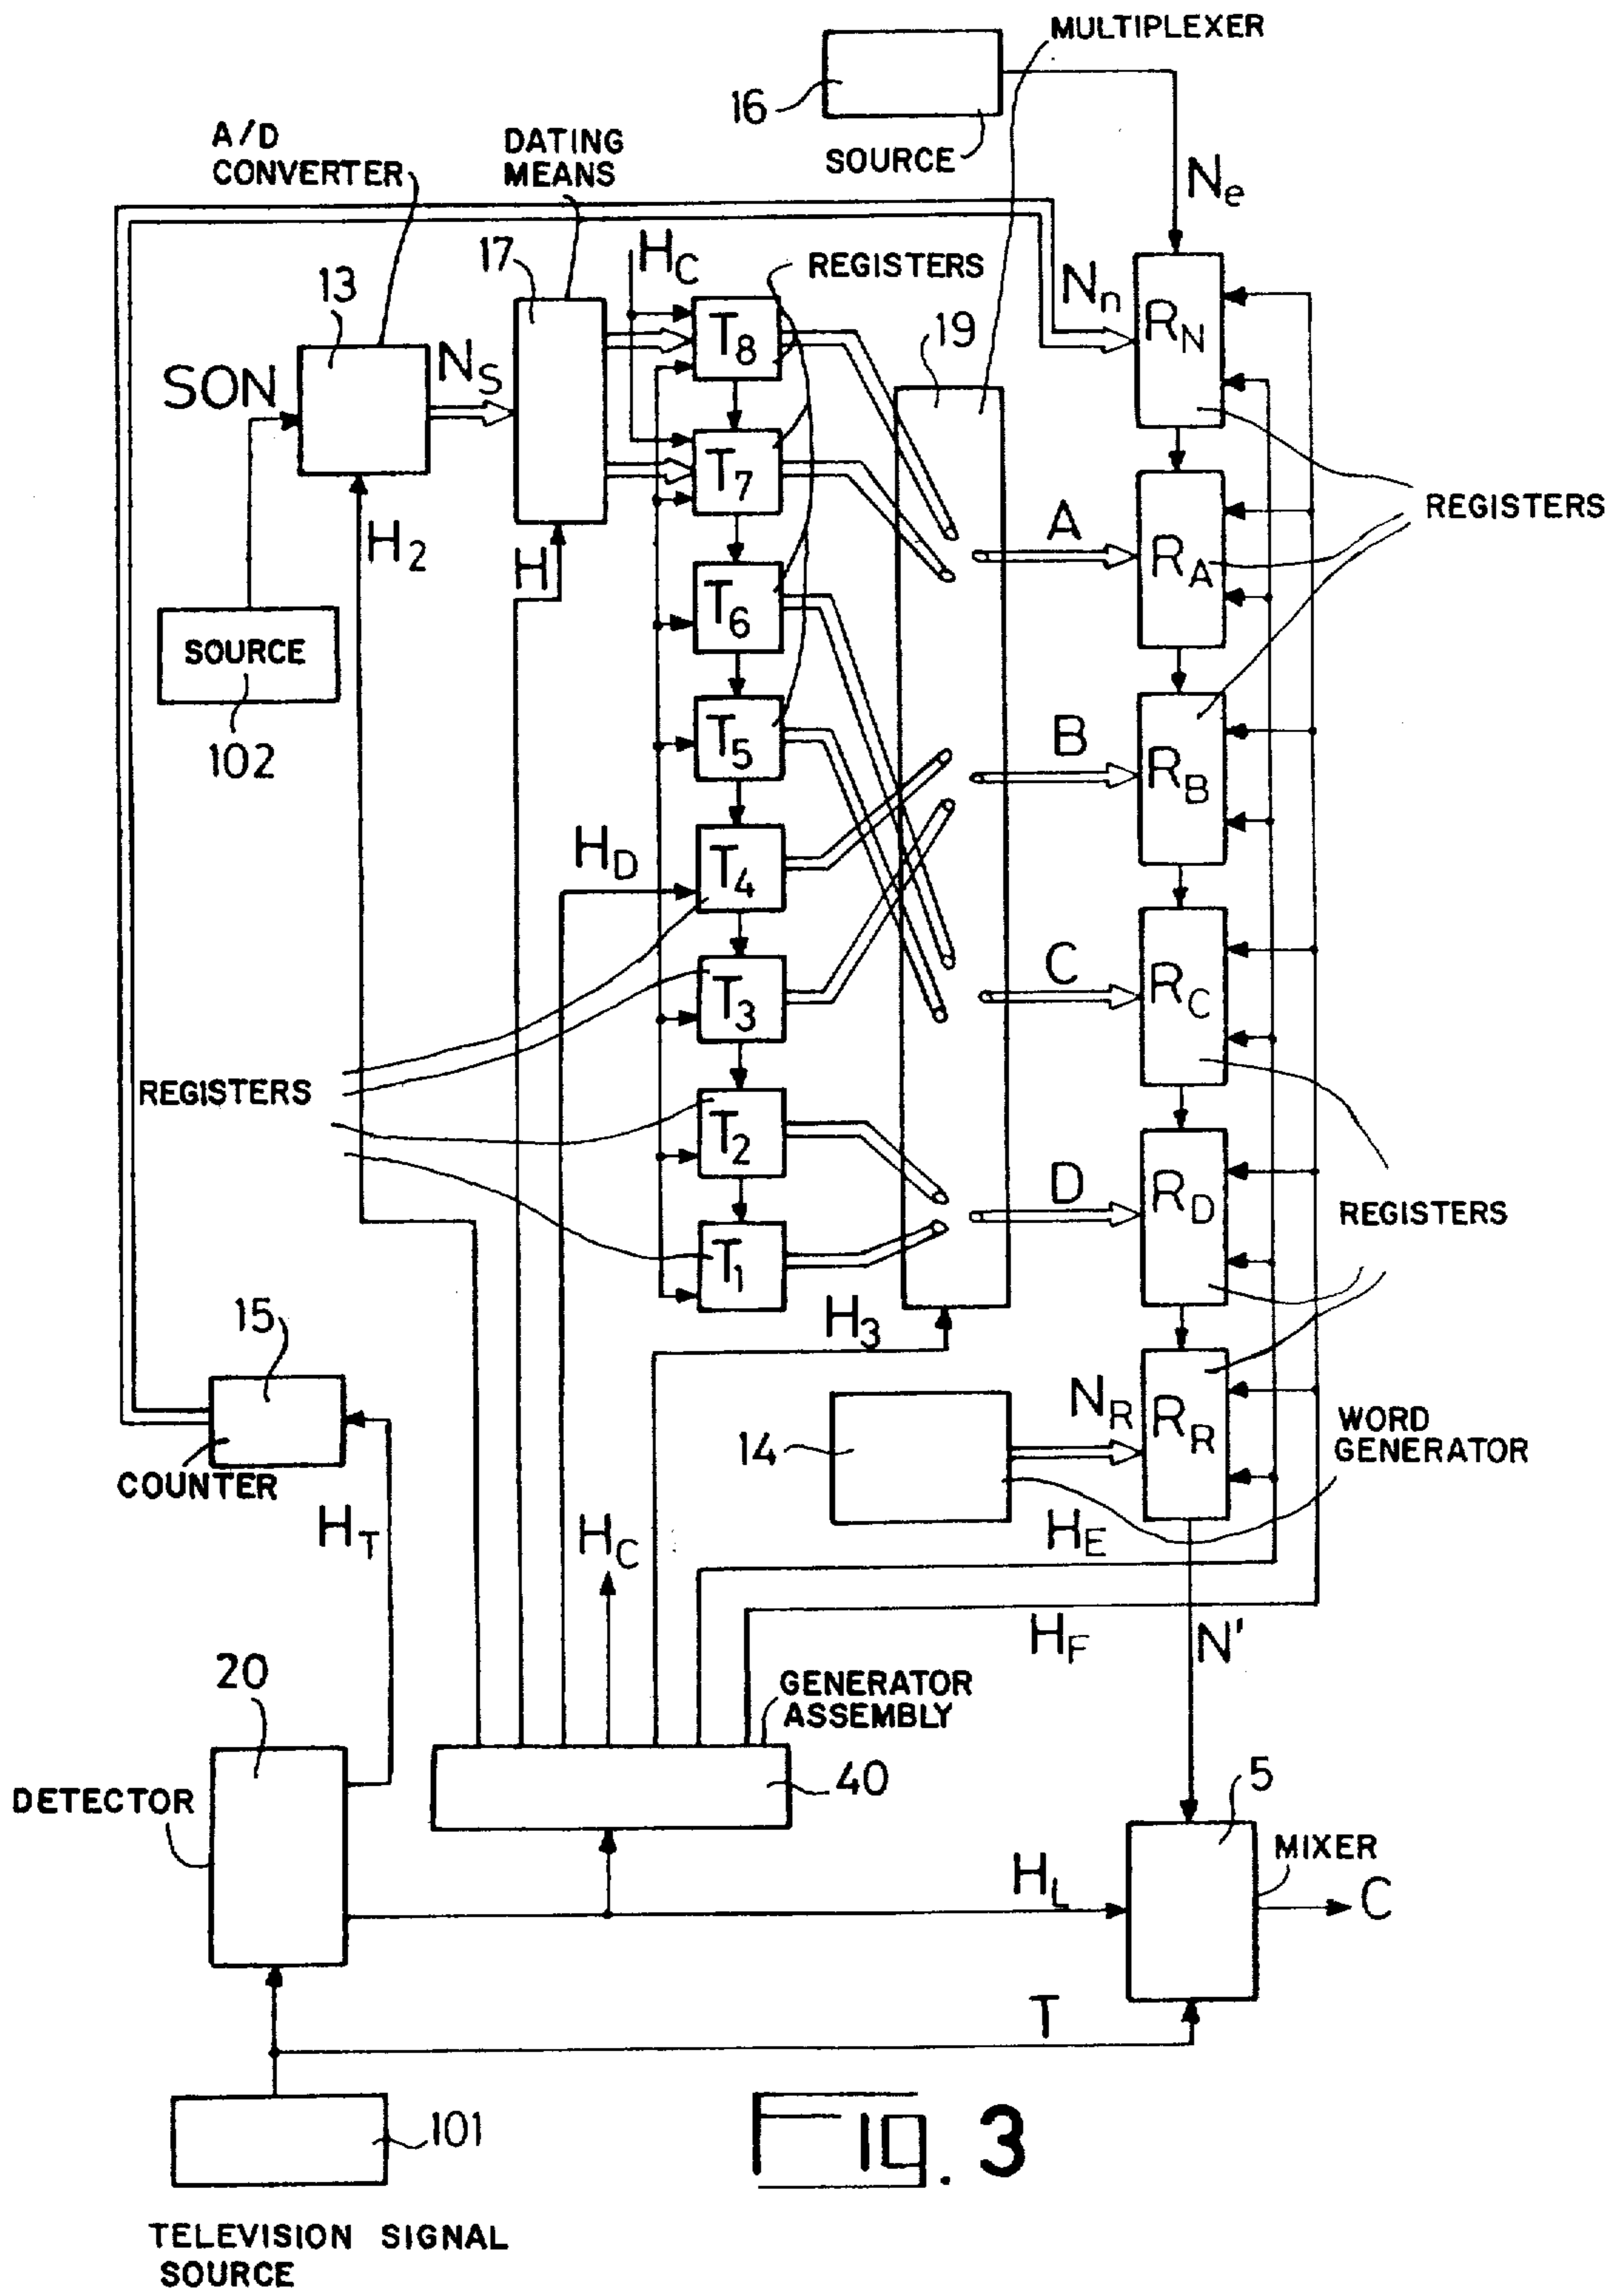 MULTIPLEXER
16
SOURCE
A/D
CONVERTER
DATING
MEANS
Ne
17
HC
REGISTERS
13
Nn
RN
19
T8
SON
NS
T7
REGISTERS
A
RA
H2
H
T6
SOURCE
102
T5
B
RB
HD
T4
C
RC
T3
REGISTERS
T2
D
RD
REGISTERS
T1
15
H3
NR
RR
WORD
GENERATOR
14
COUNTER
HT
HC
HE
HF
N'
20
GENERATOR
ASSEMBLY
40
5
DETECTOR
MIXER
HL
C
T
101
FIG. 3
TELEVISION SIGNAL
SOURCE